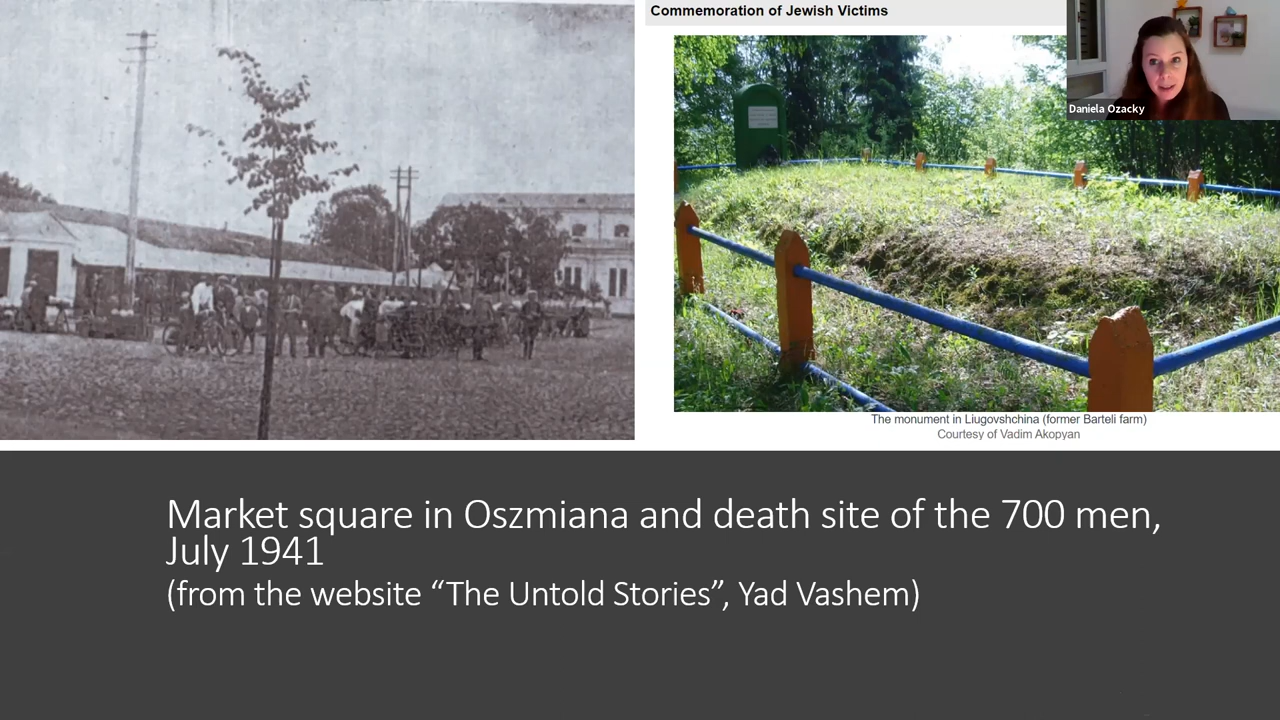 Commemoration of Jewish Victims
Daniela Ozacky
The monument in Liugovshchina (former Barteli farm)
Courtesy of Vadim Akopyan
Market square in Oszmiana and death site of the 700 men,
July 1941
(from the website “The Untold Stories”, Yad Vashem)